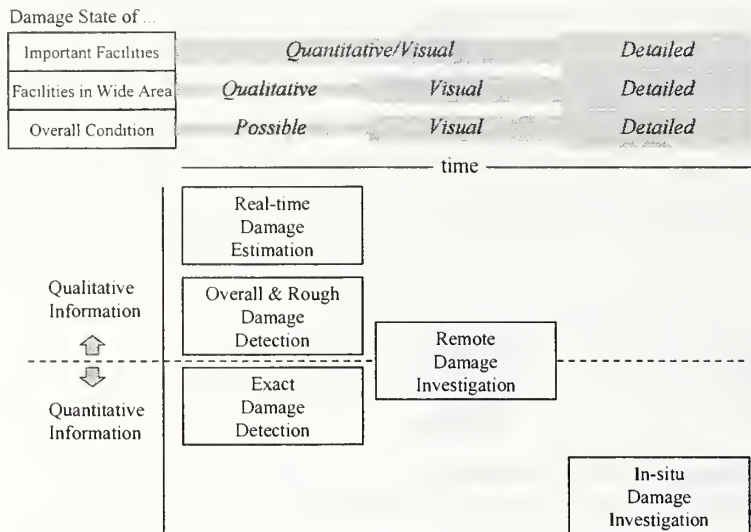 Damage State of ...
Important Facilities Quantitative/Visual Detailed
Facilities in Wide Area Qualitative Visual Detailed
Overall Condition Possible Visual Detailed
time
Real-time
Damage
Estimation
Qualitative
Information
Overall & Rough
Damage
Detection
Remote
Damage
Investigation
Quantitative
Information
Exact
Damage
Detection
In-situ
Damage
Investigation